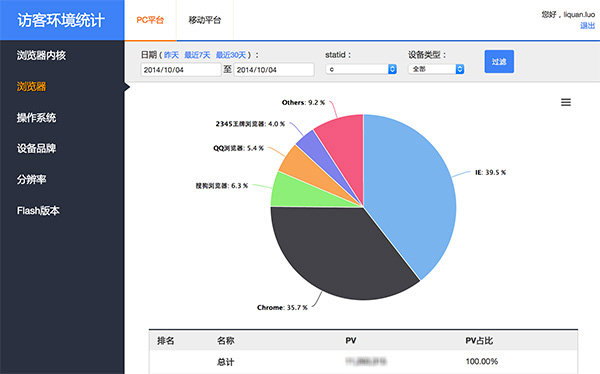 访客环境统计
PC平台
移动平台
您好，liquan.luo
退出
浏览器内核
浏览器
操作系统
设备品牌
分辨率
Flash版本
日期（昨天 最近7天 最近30天）：
statid：
设备类型：
2014/10/04 至 2014/10/04
c
全部
过滤
Others: 9.2 %
2345王牌浏览器: 4.0 %
QQ浏览器: 5.4 %
搜狗浏览器: 6.3 %
IE: 39.5 %
Chrome: 35.7 %
排名 名称 PV PV占比
总计 100.00%